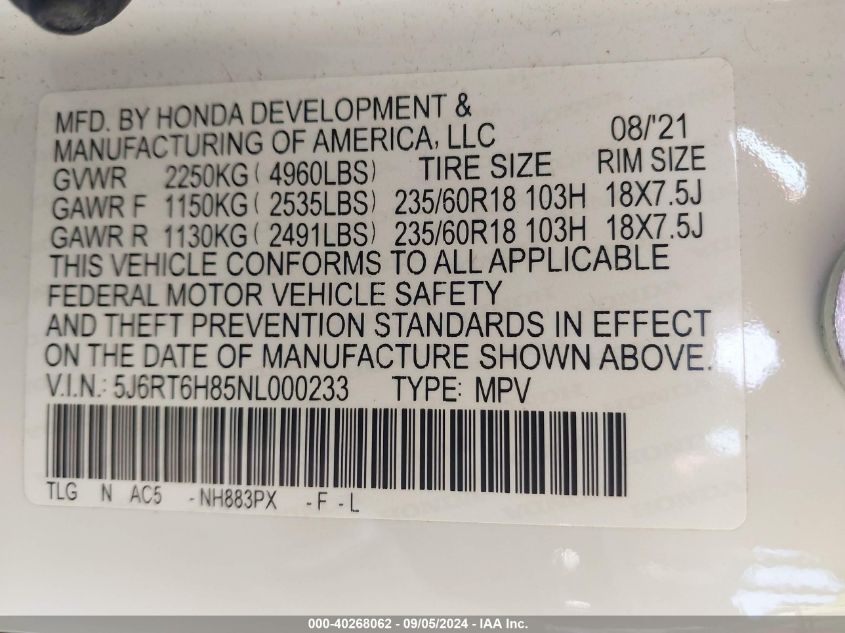 MFD. BY HONDA DEVELOPMENT &
MANUFACTURING OF AMERICA, LLC 08/'21
GVWR 2250KG ( 4960LBS) TIRE SIZE RIM SIZE
GAWR F 1150KG ( 2535LBS) 235/60R18 103H 18X7.5J
GAWR R 1130KG ( 2491LBS) 235/60R18 103H 18X7.5J
THIS VEHICLE CONFORMS TO ALL APPLICABLE
FEDERAL MOTOR VEHICLE SAFETY
AND THEFT PREVENTION STANDARDS IN EFFECT
ON THE DATE OF MANUFACTURE SHOWN ABOVE.
V.I.N.: 5J6RT6H85NL000233 TYPE: MPV
TLG N AC5 -NH883PX -F -L
000-40268062 - 09/05/2024 - IAA Inc.